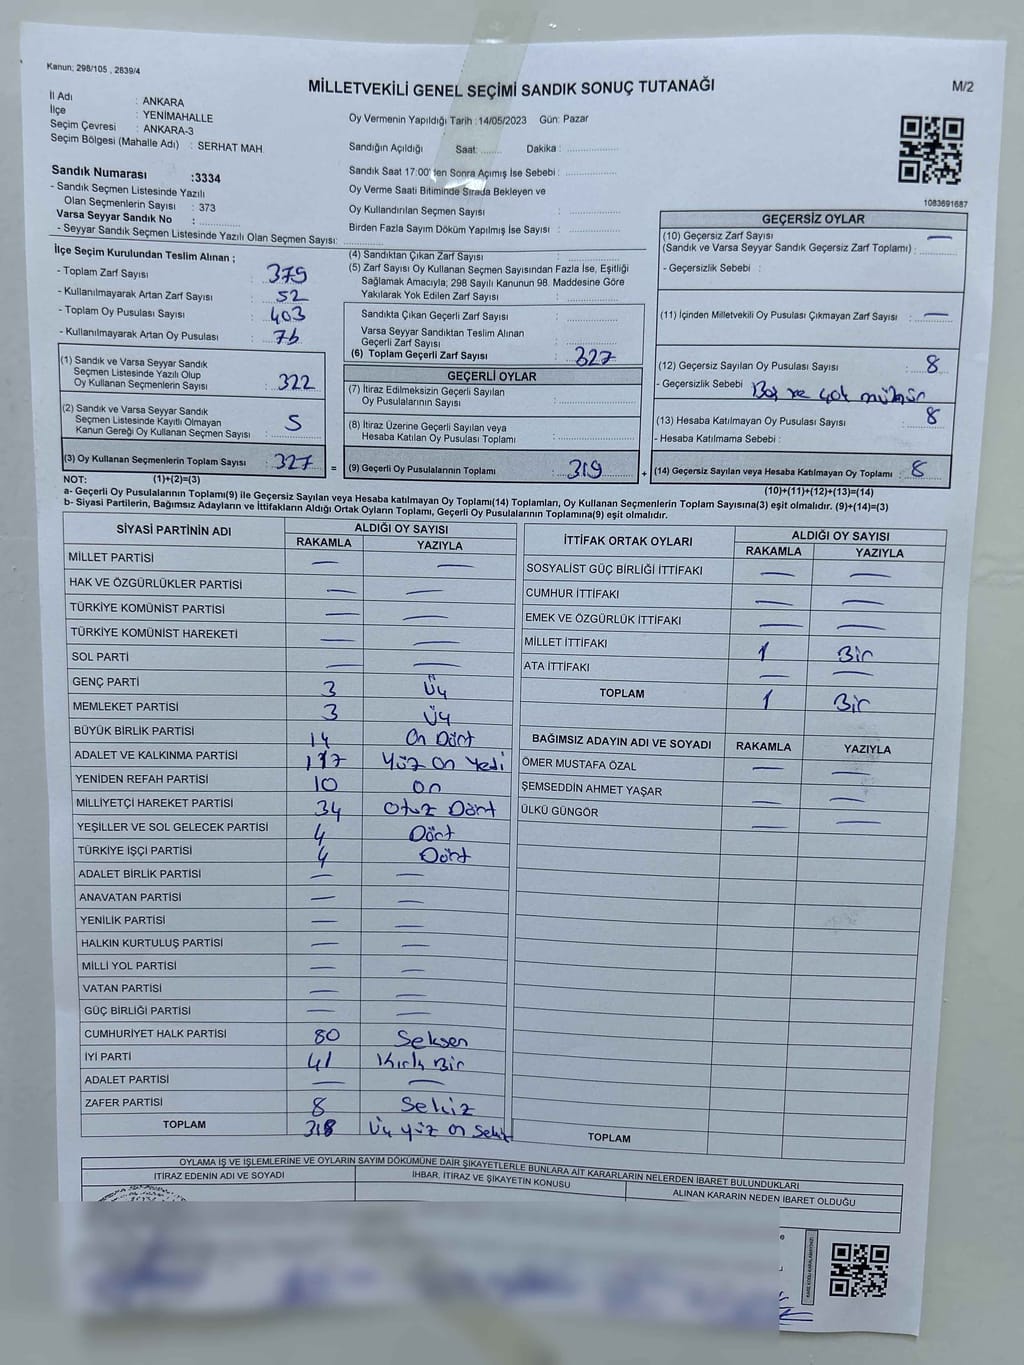 Kanun; 298/105 , 2839/4
MİLLETVEKİLİ GENEL SEÇİMİ SANDIK SONUÇ TUTANAĞI
M/2
İl Adı : ANKARA
İlçe : YENİMAHALLE
Seçim Çevresi : ANKARA-3
Seçim Bölgesi (Mahalle Adı) : SERHAT MAH.
Oy Vermenin Yapıldığı Tarih :14/05/2023 Gün: Pazar
Sandığın Açıldığı Saat: ........ Dakika : ................
Sandık Saat 17:00'den Sonra Açımış İse Sebebi : ................
Oy Verme Saati Bitiminde Sırada Bekleyen ve
Oy Kullandırılan Seçmen Sayısı : ................
Birden Fazla Sayım Döküm Yapılmış İse Sayısı : ................
1083691687
Sandık Numarası :3334
- Sandık Seçmen Listesinde Yazılı
Olan Seçmenlerin Sayısı : 373
Varsa Seyyar Sandık No : ................
- Seyyar Sandık Seçmen Listesinde Yazılı Olan Seçmen Sayısı: ................
İlçe Seçim Kurulundan Teslim Alınan ;
- Toplam Zarf Sayısı : 379
- Kullanılmayarak Artan Zarf Sayısı : 52
- Toplam Oy Pusulası Sayısı : 403
- Kullanılmayarak Artan Oy Pusulası : 76
(1) Sandık ve Varsa Seyyar Sandık
Seçmen Listesinde Yazılı Olup
Oy Kullanan Seçmenlerin Sayısı : 322
(2) Sandık ve Varsa Seyyar Sandık
Seçmen Listesinde Kayıtlı Olmayan
Kanun Gereği Oy Kullanan Seçmen Sayısı : 5
(3) Oy Kullanan Seçmenlerin Toplam Sayısı : 327 =
(1)+(2)=(3)
(4) Sandıktan Çıkan Zarf Sayısı : ................
(5) Zarf Sayısı Oy Kullanan Seçmen Sayısından Fazla İse, Eşitliği
Sağlamak Amacıyla; 298 Sayılı Kanunun 98. Maddesine Göre
Yakılarak Yok Edilen Zarf Sayısı : ................
Sandıkta Çıkan Geçerli Zarf Sayısı : ................
Varsa Seyyar Sandıktan Teslim Alınan
Geçerli Zarf Sayısı : ................
(6) Toplam Geçerli Zarf Sayısı : 327
GEÇERLİ OYLAR
(7) İtiraz Edilmeksizin Geçerli Sayılan
Oy Pusulalarının Sayısı : ................
(8) İtiraz Üzerine Geçerli Sayılan veya
Hesaba Katılan Oy Pusulası Toplamı : ................
(9) Geçerli Oy Pusulalarının Toplamı : 319 +
GEÇERSİZ OYLAR
(10) Geçersiz Zarf Sayısı —
(Sandık ve Varsa Seyyar Sandık Geçersiz Zarf Toplamı) : ................
- Geçersizlik Sebebi :
(11) İçinden Milletvekili Oy Pusulası Çıkmayan Zarf Sayısı : —
(12) Geçersiz Sayılan Oy Pusulası Sayısı : 8
- Geçersizlik Sebebi : Boş ve çok mühür
(13) Hesaba Katılmayan Oy Pusulası Sayısı : 8
- Hesaba Katılmama Sebebi :
(14) Geçersiz Sayılan veya Hesaba Katılmayan Oy Toplamı : 8
(10)+(11)+(12)+(13)=(14)
NOT:
a- Geçerli Oy Pusulalarının Toplamı(9) ile Geçersiz Sayılan veya Hesaba katılmayan Oy Toplamı(14) Toplamları, Oy Kullanan Seçmenlerin Toplam Sayısına(3) eşit olmalıdır. (9)+(14)=(3)
b- Siyasi Partilerin, Bağımsız Adayların ve İttifakların Aldığı Ortak Oyların Toplamı, Geçerli Oy Pusulalarının Toplamına(9) eşit olmalıdır.
SİYASİ PARTİNİN ADI ALDIĞI OY SAYISI
RAKAMLA YAZIYLA
MİLLET PARTİSİ — —
HAK VE ÖZGÜRLÜKLER PARTİSİ — —
TÜRKİYE KOMÜNİST PARTİSİ — —
TÜRKİYE KOMÜNİST HAREKETİ — —
SOL PARTİ — —
GENÇ PARTİ 3 Üç
MEMLEKET PARTİSİ 3 Üç
BÜYÜK BİRLİK PARTİSİ 14 On Dört
ADALET VE KALKINMA PARTİSİ 117 Yüz On Yedi
YENİDEN REFAH PARTİSİ 10 On
MİLLİYETÇİ HAREKET PARTİSİ 34 Otuz Dört
YEŞİLLER VE SOL GELECEK PARTİSİ 4 Dört
TÜRKİYE İŞÇİ PARTİSİ 4 Dört
ADALET BİRLİK PARTİSİ — —
ANAVATAN PARTİSİ — —
YENİLİK PARTİSİ — —
HALKIN KURTULUŞ PARTİSİ — —
MİLLİ YOL PARTİSİ — —
VATAN PARTİSİ — —
GÜÇ BİRLİĞİ PARTİSİ — —
CUMHURİYET HALK PARTİSİ 80 Seksen
İYİ PARTİ 41 Kırk Bir
ADALET PARTİSİ — —
ZAFER PARTİSİ 8 Sekiz
TOPLAM 318 Üç yüz On Sekiz
İTTİFAK ORTAK OYLARI ALDIĞI OY SAYISI
RAKAMLA YAZIYLA
SOSYALİST GÜÇ BİRLİĞİ İTTİFAKI — —
CUMHUR İTTİFAKI — —
EMEK VE ÖZGÜRLÜK İTTİFAKI — —
MİLLET İTTİFAKI 1 Bir
ATA İTTİFAKI — —
TOPLAM 1 Bir
BAĞIMSIZ ADAYIN ADI VE SOYADI RAKAMLA YAZIYLA
ÖMER MUSTAFA ÖZAL — —
ŞEMSEDDİN AHMET YAŞAR — —
ÜLKÜ GÜNGÖR — —
TOPLAM
OYLAMA İŞ VE İŞLEMLERİNE VE OYLARIN SAYIM DÖKÜMÜNE DAİR ŞİKAYETLERLE BUNLARA AİT KARARLARIN NELERDEN İBARET BULUNDUKLARI
İTİRAZ EDENİN ADI VE SOYADI İHBAR, İTİRAZ VE ŞİKAYETİN KONUSU ALINAN KARARIN NEDEN İBARET OLDUĞU